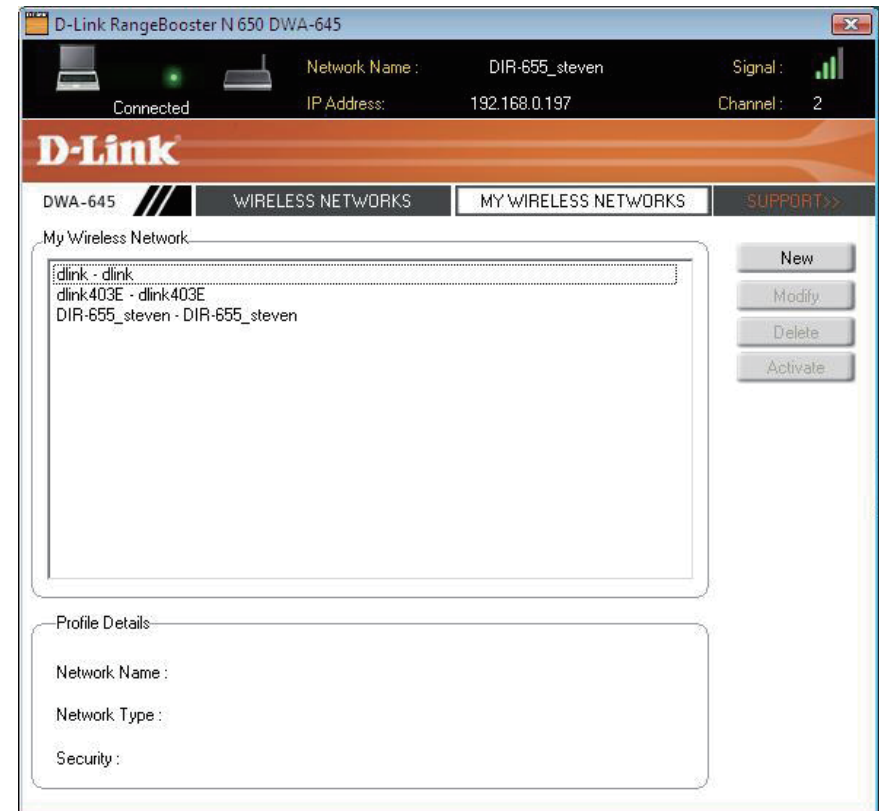 D-Link RangeBooster N 650 DWA-645
Network Name : DIR-655_steven Signal :
Connected IP Address: 192.168.0.197 Channel : 2
D-Link
DWA-645 WIRELESS NETWORKS MY WIRELESS NETWORKS SUPPORT>>
My Wireless Network
New
dlink - dlink
dlink403E - dlink403E
Modify
DIR-655_steven - DIR-655_steven
Delete
Activate
Profile Details
Network Name :
Network Type :
Security :